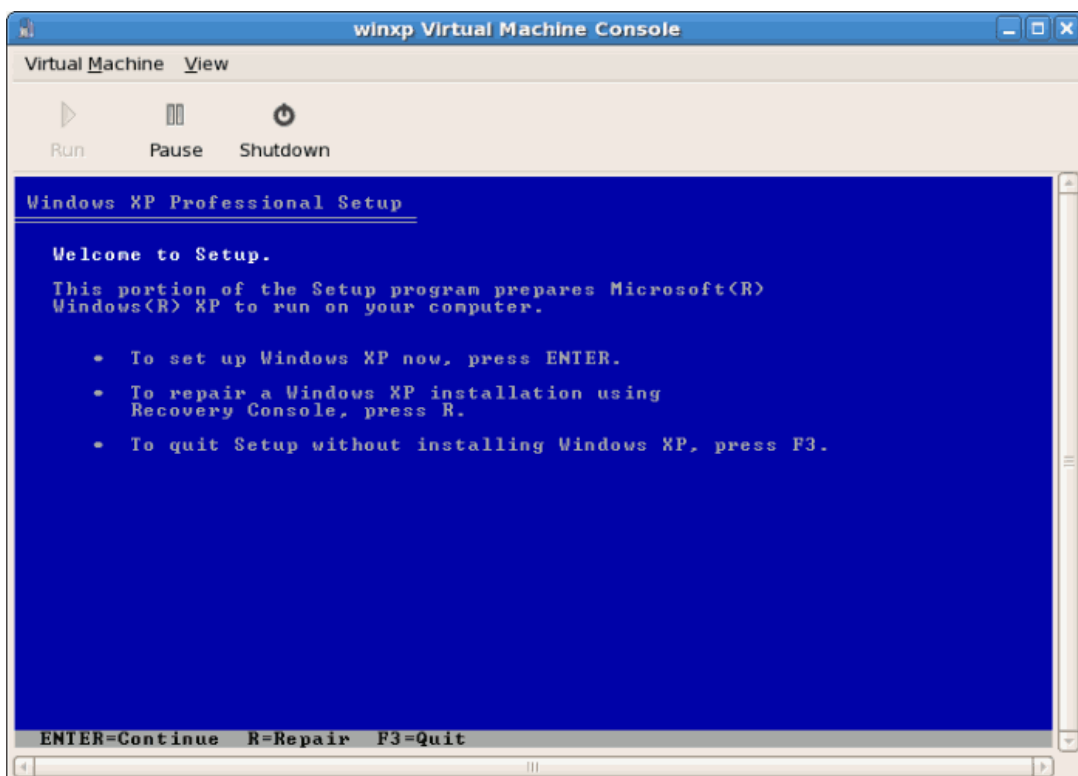 winxp Virtual Machine Console
Virtual Machine View
Run Pause Shutdown
Windows XP Professional Setup
Welcome to Setup.
This portion of the Setup program prepares Microsoft(R)
Windows(R) XP to run on your computer.
• To set up Windows XP now, press ENTER.
• To repair a Windows XP installation using
Recovery Console, press R.
• To quit Setup without installing Windows XP, press F3.
ENTER=Continue R=Repair F3=Quit